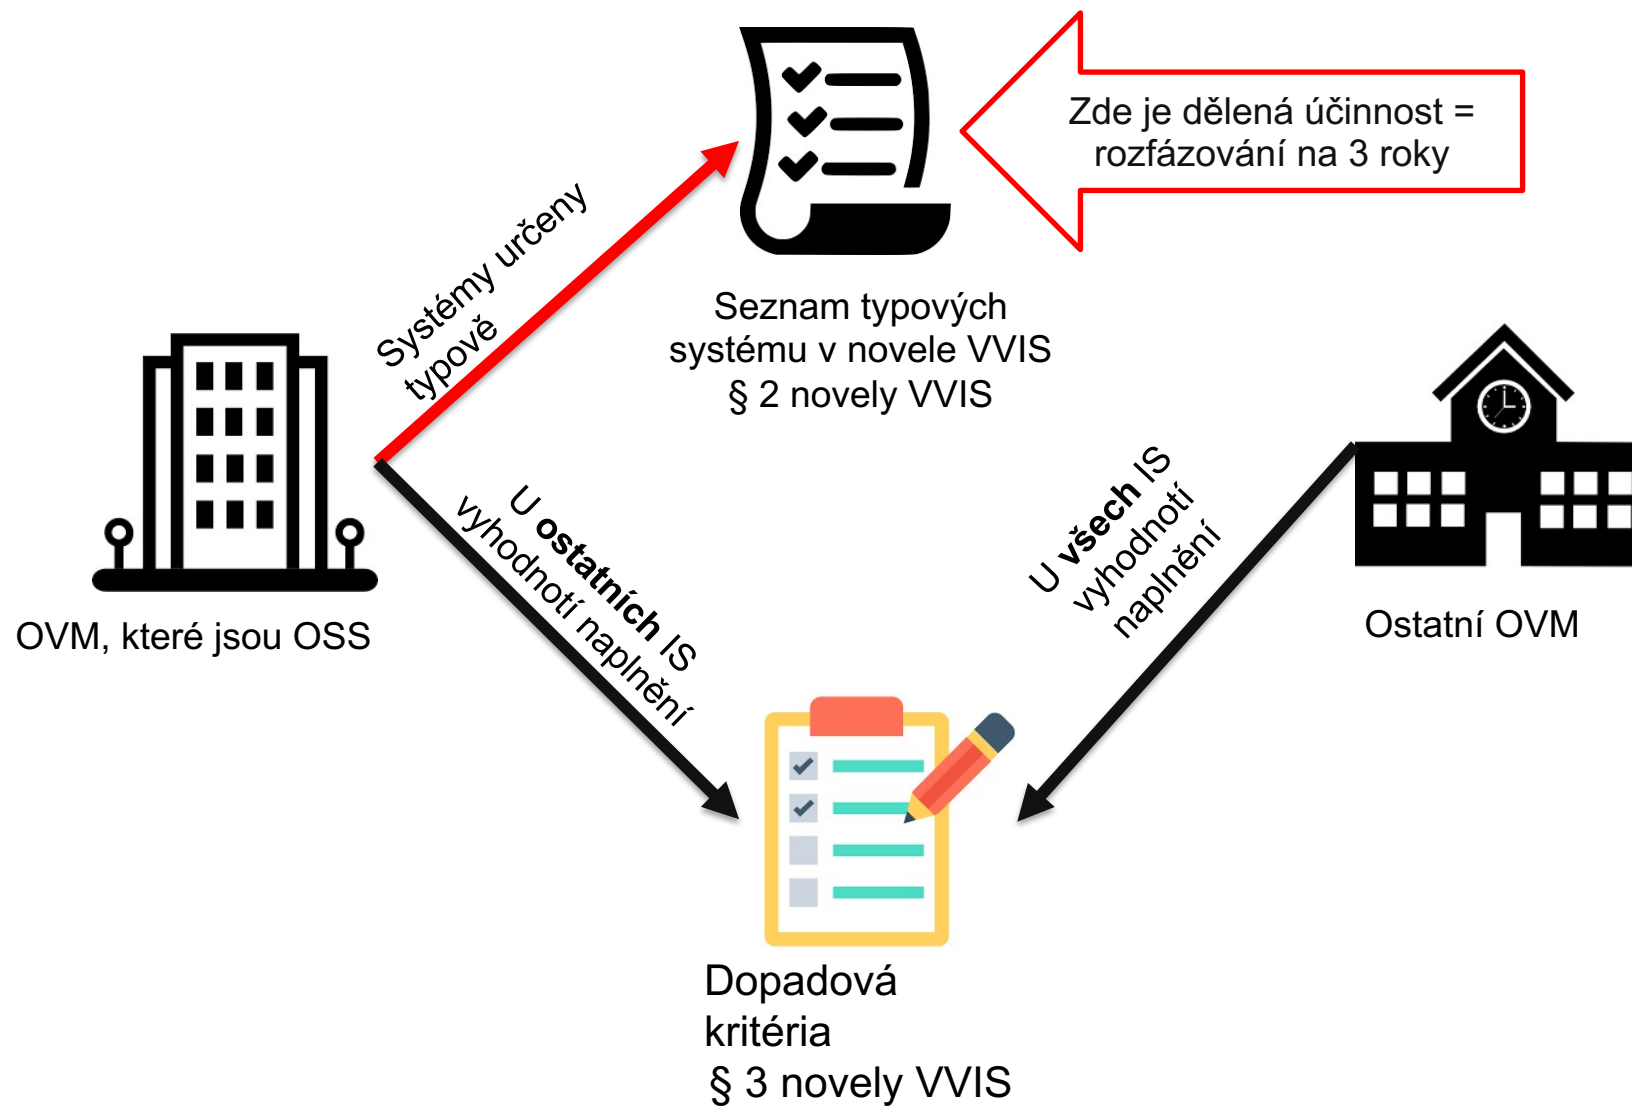 Zde je dělená účinnost =
rozfázování na 3 roky
Systémy určeny
typově
Seznam typových
systému v novele VVIS
§ 2 novely VVIS
U ostatních IS
vyhodnotí naplnění
U všech IS
vyhodnotí
naplnění
OVM, které jsou OSS
Ostatní OVM
Dopadová
kritéria
§ 3 novely VVIS